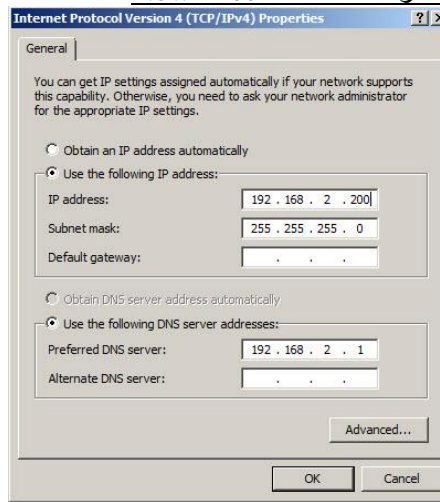 Internet Protocol Version 4 (TCP/IPv4) Properties
General
You can get IP settings assigned automatically if your network supports
this capability. Otherwise, you need to ask your network administrator
for the appropriate IP settings.
Obtain an IP address automatically
Use the following IP address:
IP address: 192 . 168 . 2 . 200
Subnet mask: 255 . 255 . 255 . 0
Default gateway: . . .
Obtain DNS server address automatically
Use the following DNS server addresses:
Preferred DNS server: 192 . 168 . 2 . 1
Alternate DNS server: . . .
Advanced...
OK Cancel